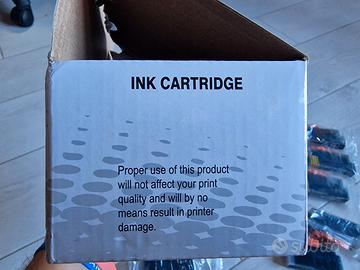 INK CARTRIDGE
Proper use of this product
will not affect your print
quality and will by no
means result in printer
damage.
subito